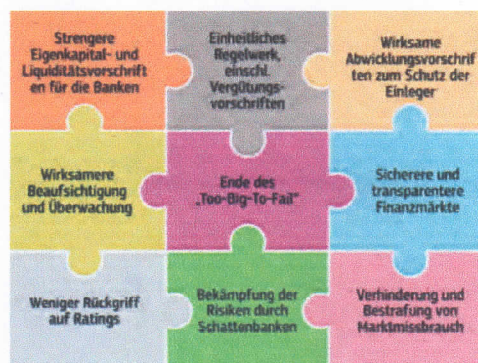 Strengere
Eigenkapital- und
Liquiditätsvorschrift
en für die Banken
Einheitliches
Regelwerk,
einschl.
Vergütungs-
vorschriften
Wirksame
Abwicklungsvorschrif
ten zum Schutz der
Einleger
Wirksamere
Beaufsichtigung
und Überwachung
Ende des
„Too-Big-To-Fail"
Sicherere und
transparentere
Finanzmärkte
Weniger Rückgriff
auf Ratings
Bekämpfung der
Risiken durch
Schattenbanken
Verhinderung und
Bestrafung von
Marktmissbrauch